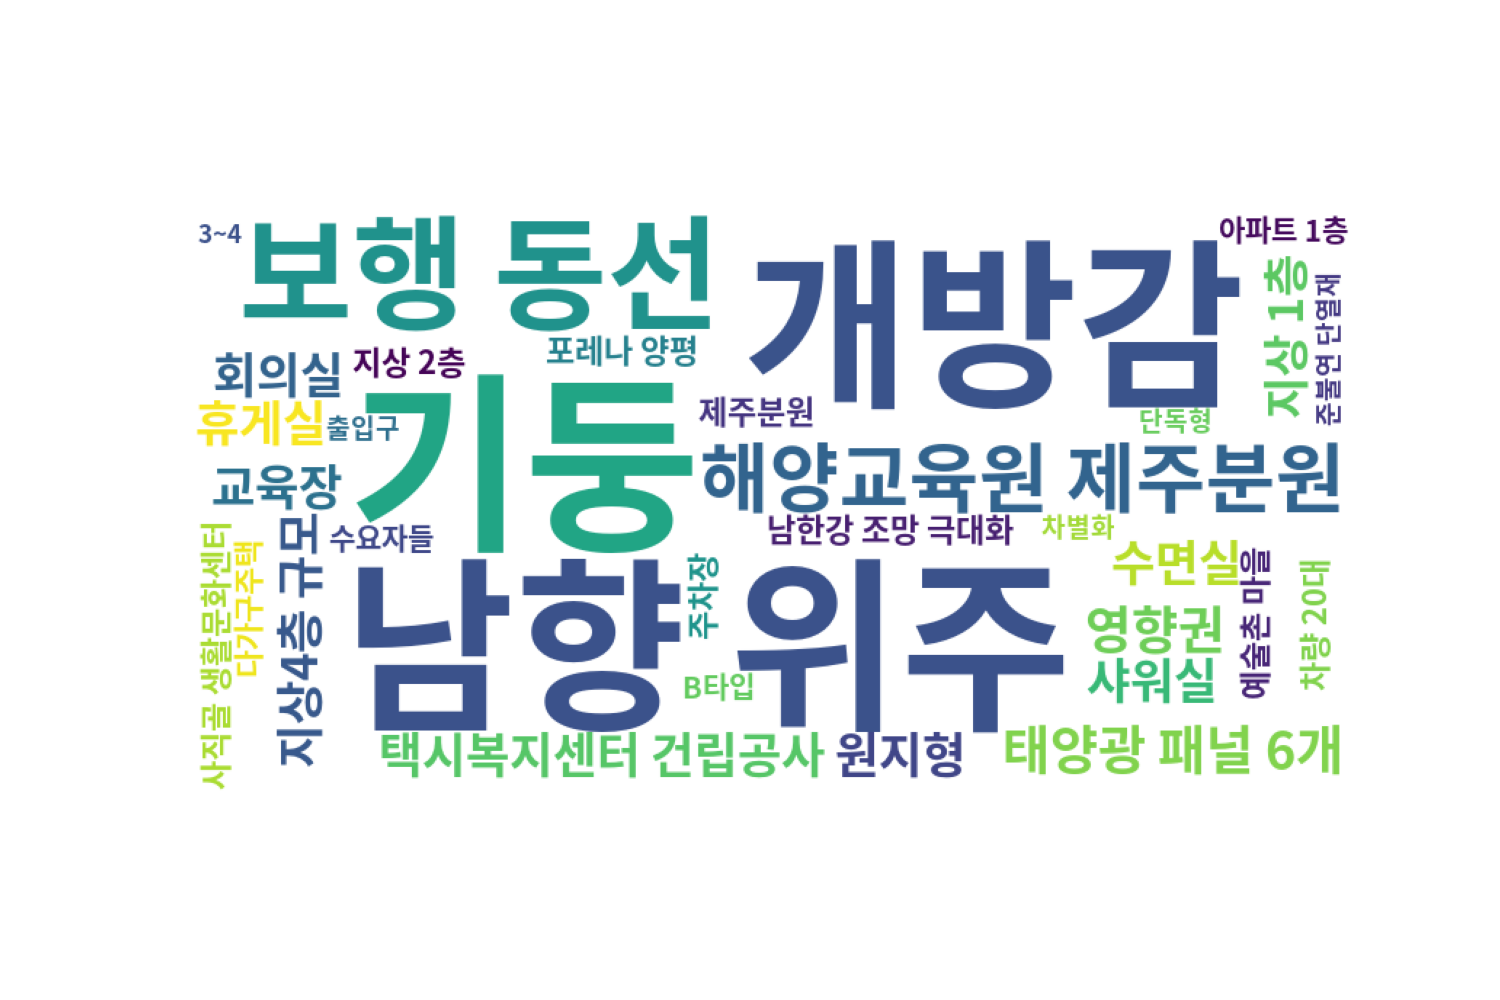 3~4
보행 동선
개방감
아파트 1층
지상 1층
준불연 단열재
회의실
지상 2층
포레나 양평
휴게실
출입구
기둥
제주분원
단독형
교육장
해양교육원 제주분원
수요자들
남한강 조망 극대화
차별화
사직골 생활문화센터
다가구주택
지상4층 규모
남향 위주
주차장
B타입
수면실
영향권
샤워실
예술촌 마을
차량 20대
택시복지센터 건립공사
원지형
태양광 패널 6개